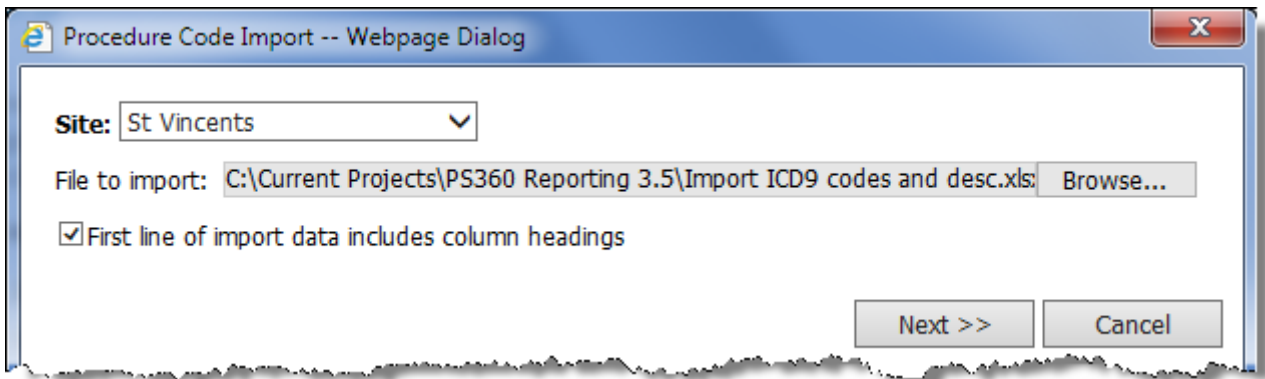 Procedure Code Import -- Webpage Dialog
Site: St Vincents
File to import: C:\Current Projects\PS360 Reporting 3.5\Import ICD9 codes and desc.xls Browse...
First line of import data includes column headings
Next >> Cancel